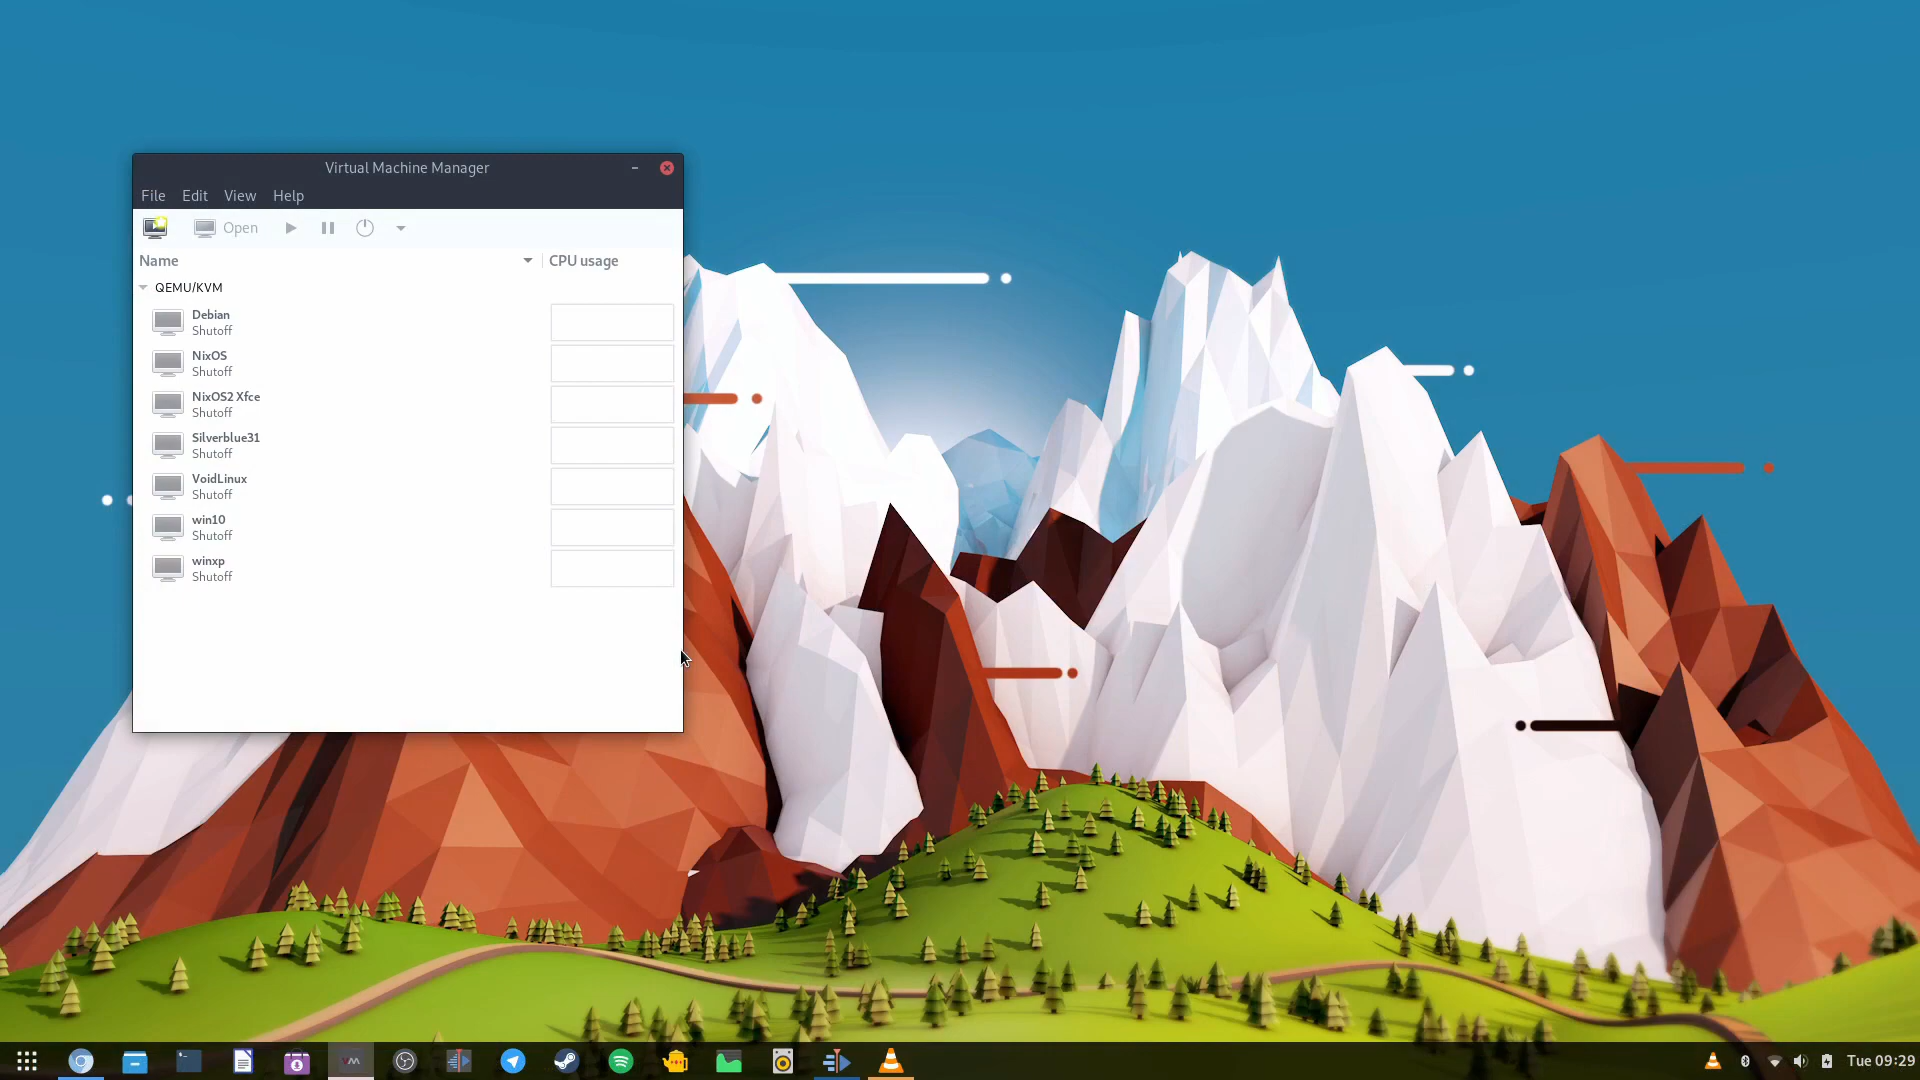 Virtual Machine Manager
File Edit View Help
Open
Name CPU usage
QEMU/KVM
Debian
Shutoff
NixOS
Shutoff
NixOS2 Xfce
Shutoff
Silverblue31
Shutoff
VoidLinux
Shutoff
win10
Shutoff
winxp
Shutoff
Tue 09:29